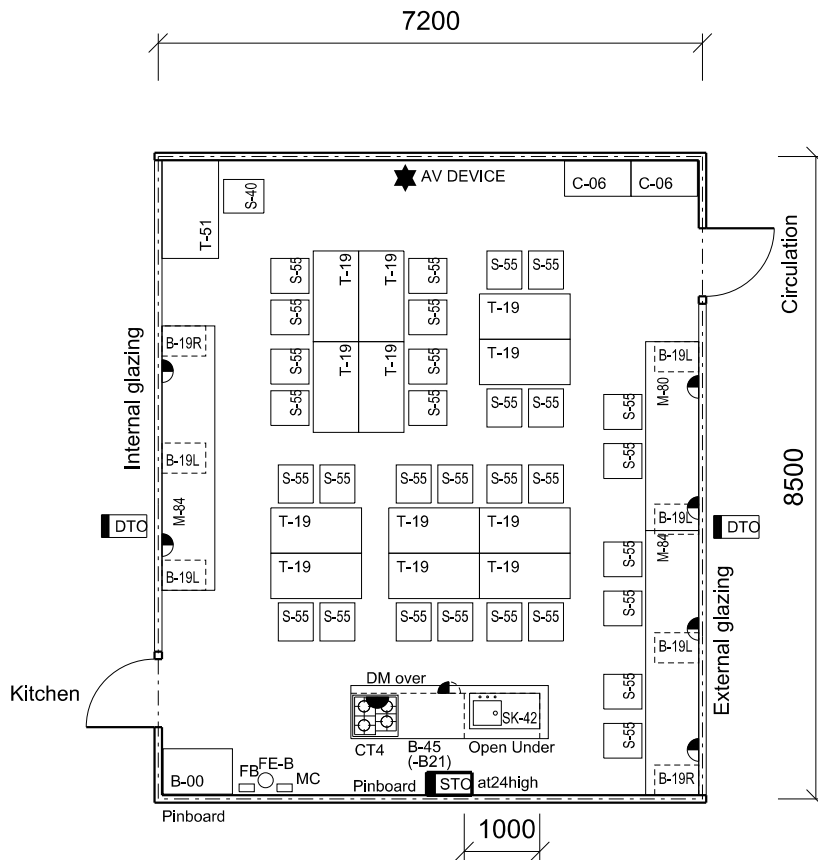 7200
AV DEVICE
C-06
C-06
S-40
T-51
Circulation
S-55
T-19
T-19
S-55
S-55
S-55
S-55
S-55
T-19
S-55
T-19
T-19
S-55
S-55
S-55
S-55
S-55
T-19
Internal glazing
B-19R
B-19L
M-80
S-55
S-55
S-55
B-19L
S-55
8500
S-55
S-55
S-55
S-55
S-55
S-55
M-84
B-19L
DTO
T-19
T-19
T-19
M-84
DTO
S-55
T-19
T-19
T-19
B-19L
S-55
S-55
S-55
S-55
S-55
S-55
S-55
B-19L
External glazing
Kitchen
DM over
S-55
SK-42
CT4
B-45
(-B21)
Open Under
S-55
B-00
FB
FE-B
MC
Pinboard
STO
at24high
B-19R
Pinboard
1000